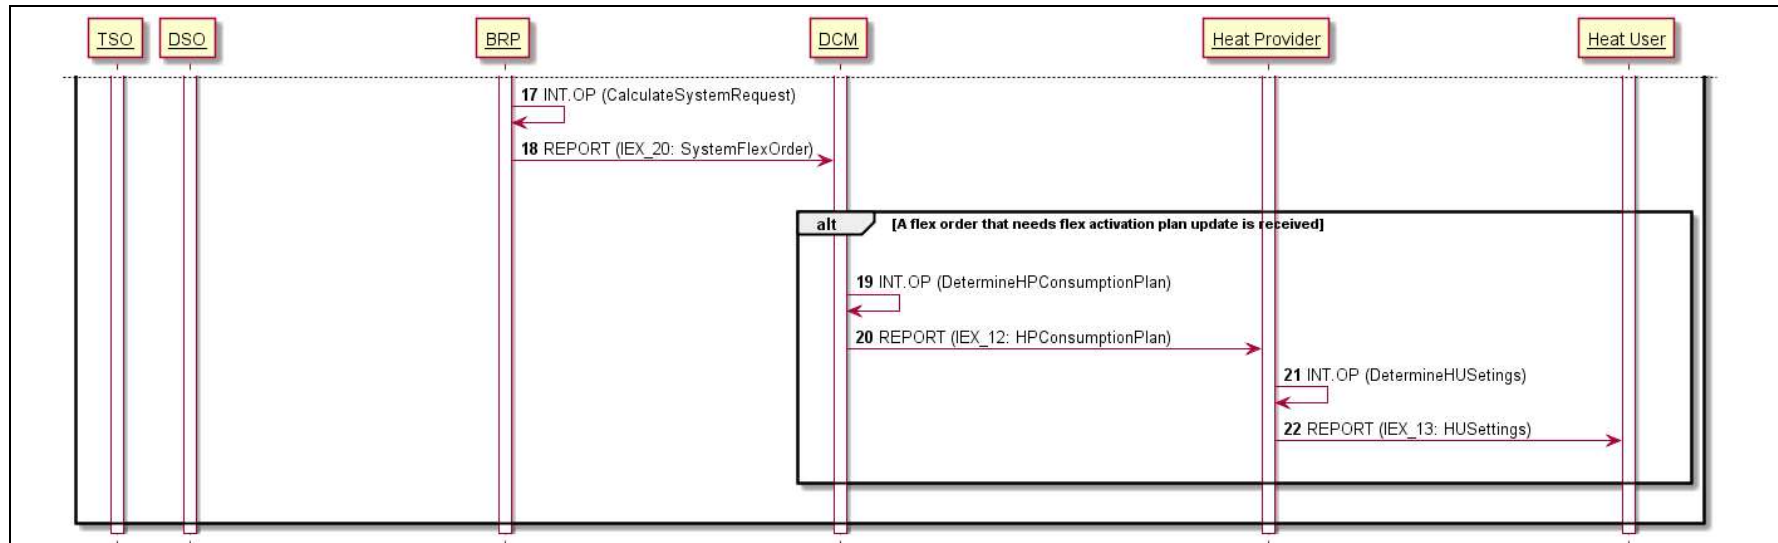 TSO DSO BRP DCM Heat Provider Heat User
17 INT.OP (CalculateSystemRequest)
18 REPORT (IEX_20: SystemFlexOrder)
alt [A flex order that needs flex activation plan update is received]
19 INT.OP (DetermineHPConsumptionPlan)
20 REPORT (IEX_12: HPConsumptionPlan)
21 INT.OP (DetermineHUSetings)
22 REPORT (IEX_13: HUSettings)